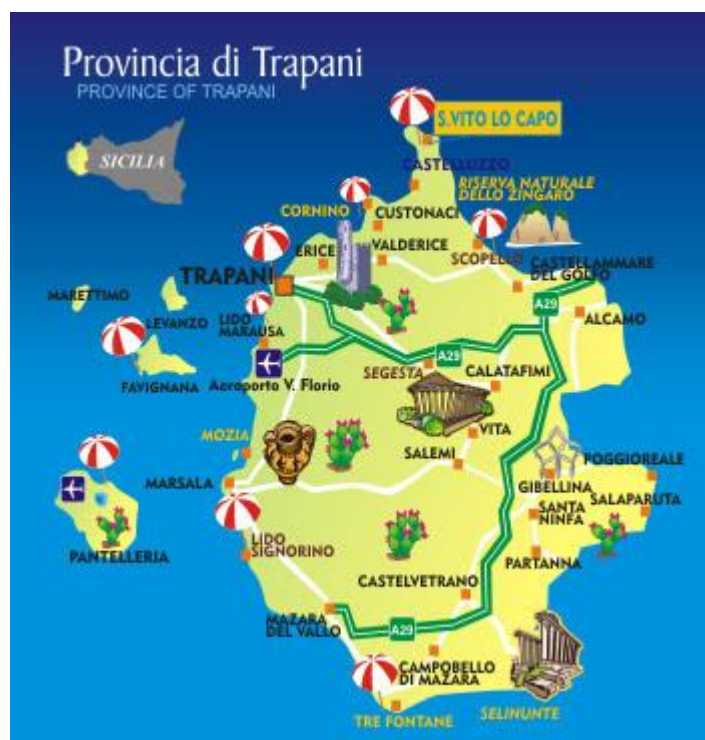 Provincia di Trapani
PROVINCE OF TRAPANI
S.VITO LO CAPO
SICILIA
CASTELLUZZO
RISERVA NATURALE
DELLO ZINGARO
CORNINO
CUSTONACI
ERICE
VALDERICE
SCOPELLO
CASTELLAMMARE
DEL GOLFO
TRAPANI
MARETTIMO
LEVANZO
LIDO
MARAUSA
A29
ALCAMO
A29
FAVIGNANA
Aeroporto V. Florio
SEGESTA
CALATAFIMI
MOZIA
VITA
SALEMI
POGGIOREALE
MARSALA
GIBELLINA
SALAPARUTA
SANTA
NINFA
LIDO
SIGNORINO
PANTELLERIA
PARTANNA
CASTELVETRANO
MAZARA
DEL VALLO
A29
CAMPOBELLO
DI MAZARA
TRE FONTANE
SELINUNTE